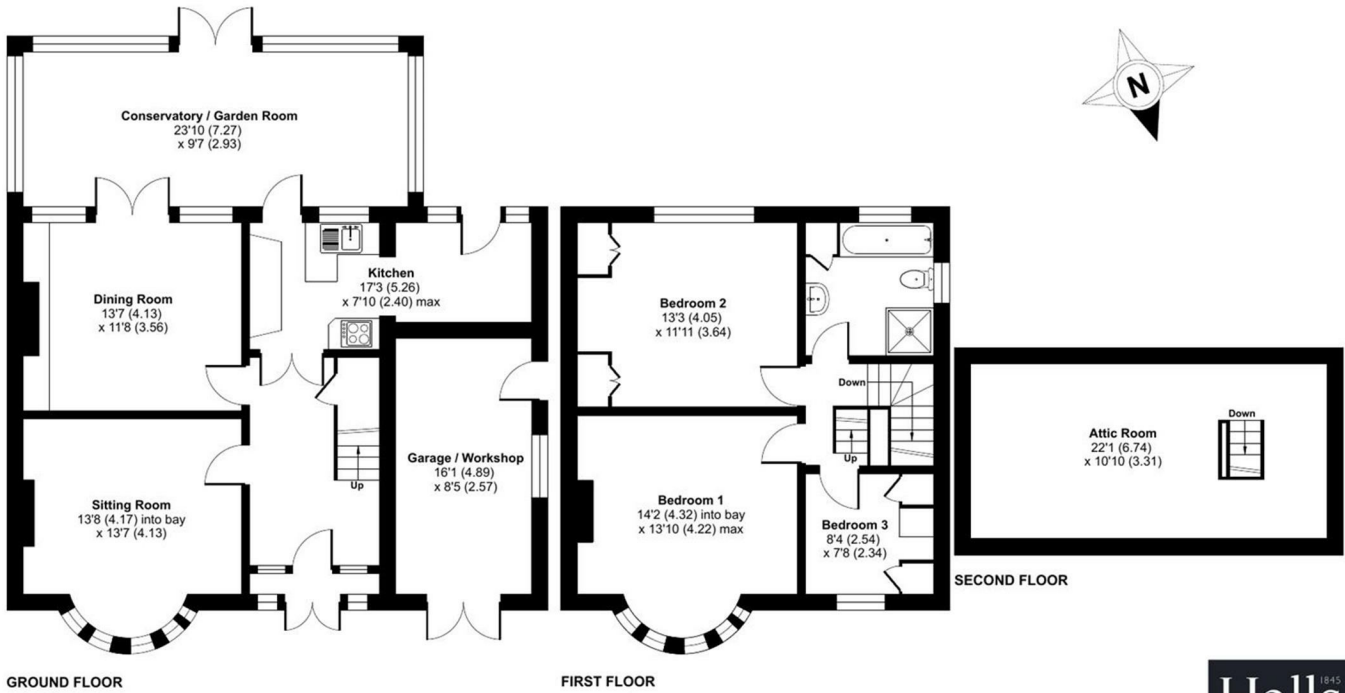 Conservatory / Garden Room
23'10 (7.27)
x 9'7 (2.93)
N
Dining Room
13'7 (4.13)
x 11'8 (3.56)
Kitchen
17'3 (5.26)
x 7'10 (2.40) max
Sitting Room
13'8 (4.17) into bay
x 13'7 (4.13)
Up
Garage / Workshop
16'1 (4.89)
x 8'5 (2.57)
GROUND FLOOR
Bedroom 2
13'3 (4.05)
x 11'11 (3.64)
Down
Up
Bedroom 1
14'2 (4.32) into bay
x 13'10 (4.22) max
Bedroom 3
8'4 (2.54)
x 7'8 (2.34)
FIRST FLOOR
Attic Room
22'1 (6.74)
x 10'10 (3.31)
Down
SECOND FLOOR
Halls
1845